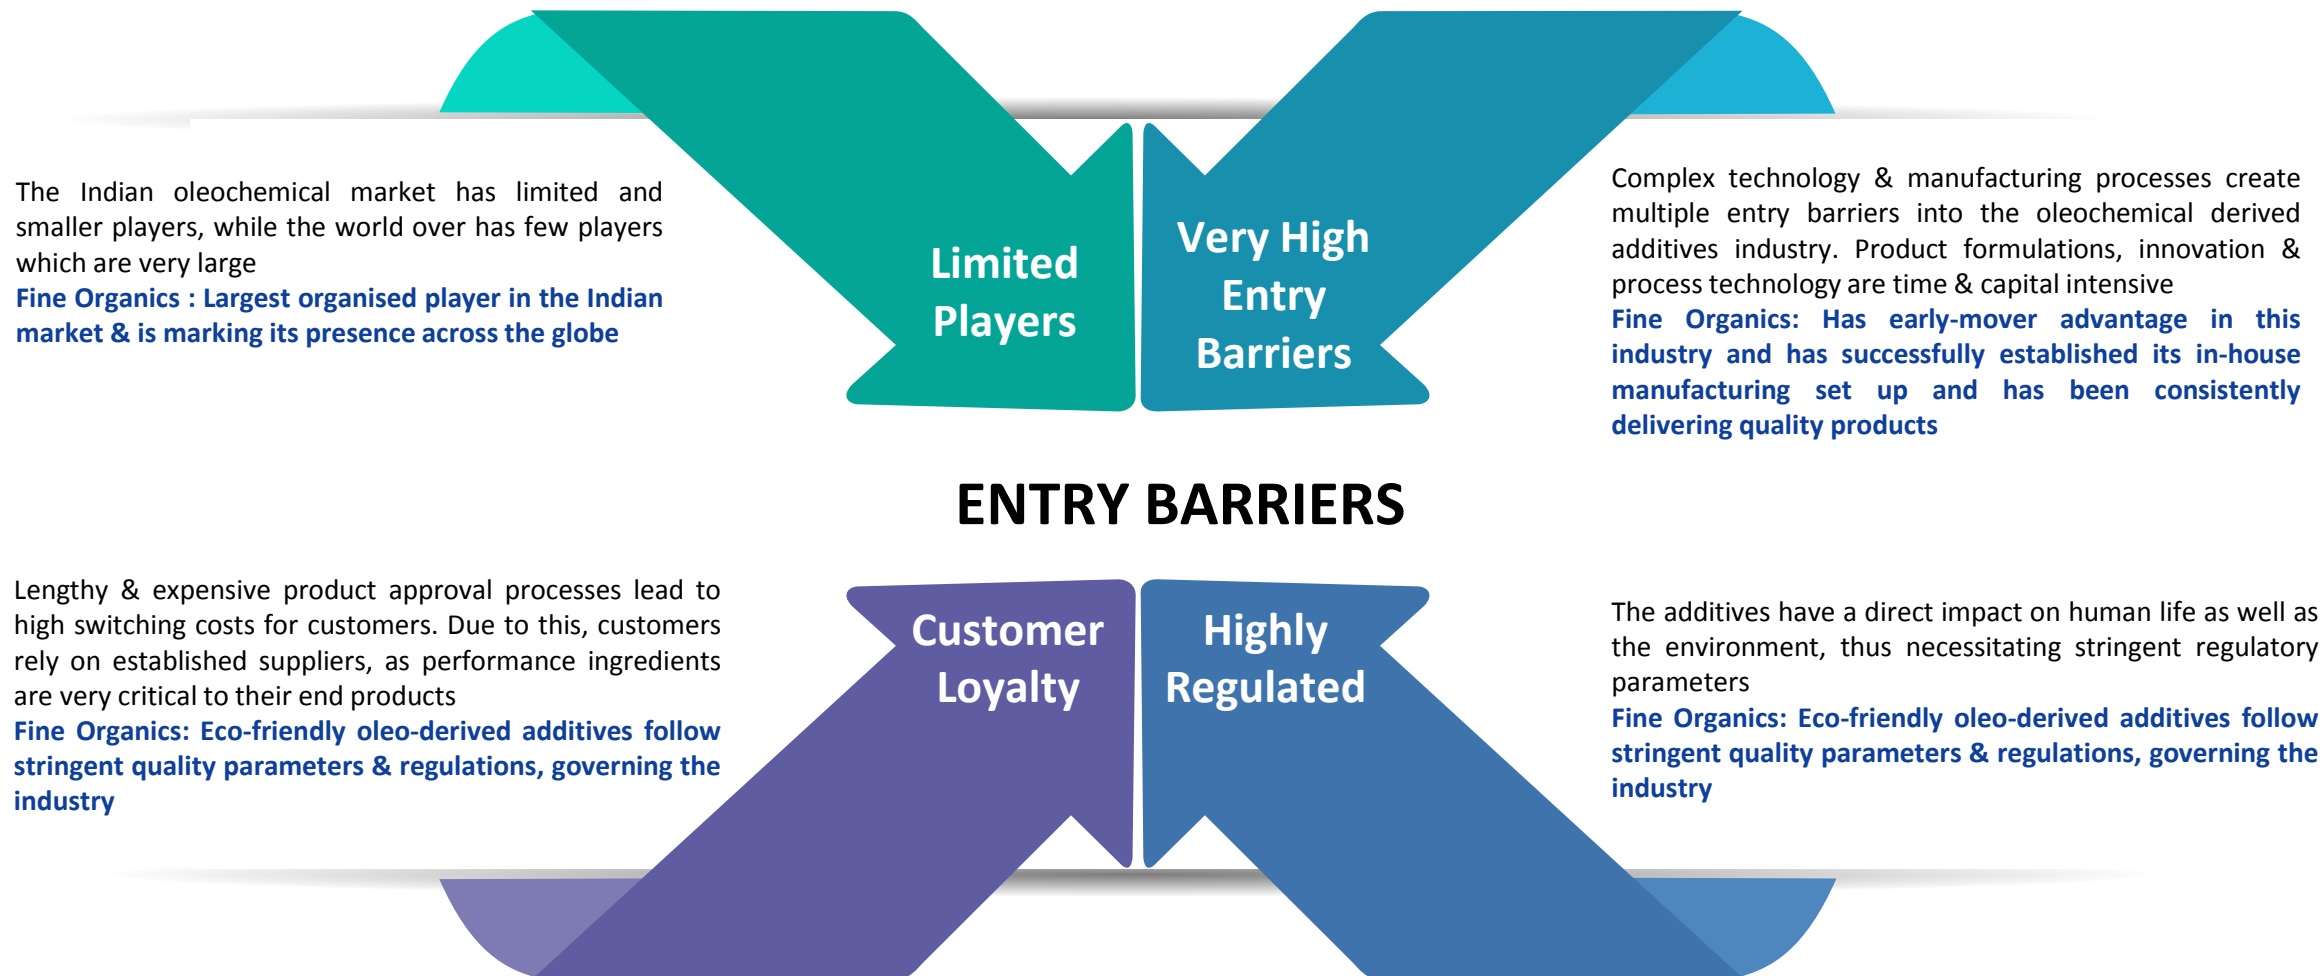 The Indian oleochemical market has limited and
smaller players, while the world over has few players
which are very large
Fine Organics : Largest organised player in the Indian
market & is marking its presence across the globe
Limited
Players
Very High
Entry
Barriers
Complex technology & manufacturing processes create
multiple entry barriers into the oleochemical derived
additives industry. Product formulations, innovation &
process technology are time & capital intensive
Fine Organics: Has early-mover advantage in this
industry and has successfully established its in-house
manufacturing set up and has been consistently
delivering quality products
ENTRY BARRIERS
Lengthy & expensive product approval processes lead to
high switching costs for customers. Due to this, customers
rely on established suppliers, as performance ingredients
are very critical to their end products
Fine Organics: Eco-friendly oleo-derived additives follow
stringent quality parameters & regulations, governing the
industry
Customer
Loyalty
Highly
Regulated
The additives have a direct impact on human life as well as
the environment, thus necessitating stringent regulatory
parameters
Fine Organics: Eco-friendly oleo-derived additives follow
stringent quality parameters & regulations, governing the
industry